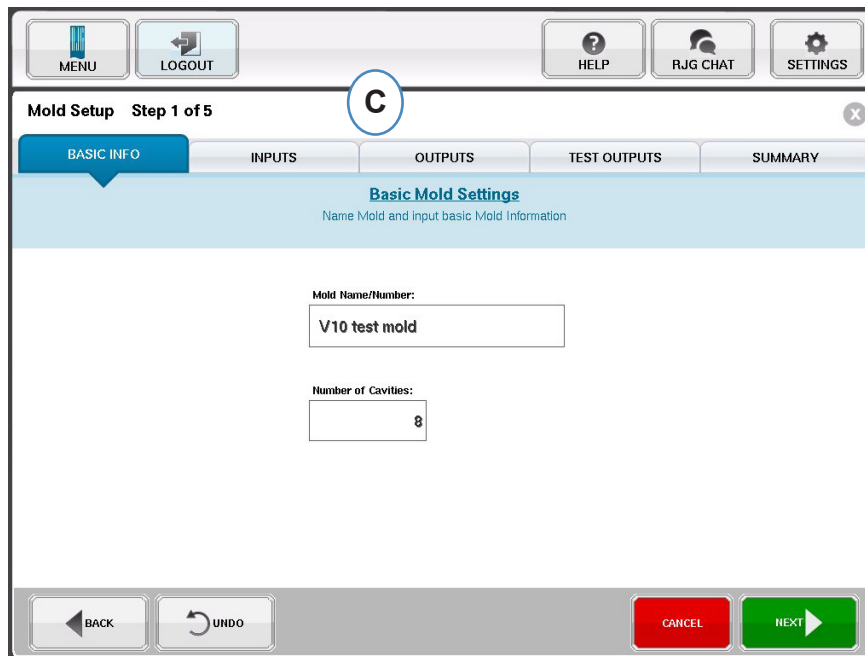 MENU
LOGOUT
HELP
RJG CHAT
SETTINGS
Mold Setup Step 1 of 5
C
BASIC INFO
INPUTS
OUTPUTS
TEST OUTPUTS
SUMMARY
Basic Mold Settings
Name Mold and input basic Mold Information
Mold Name/Number:
V10 test mold
Number of Cavities:
8
BACK
UNDO
CANCEL
NEXT